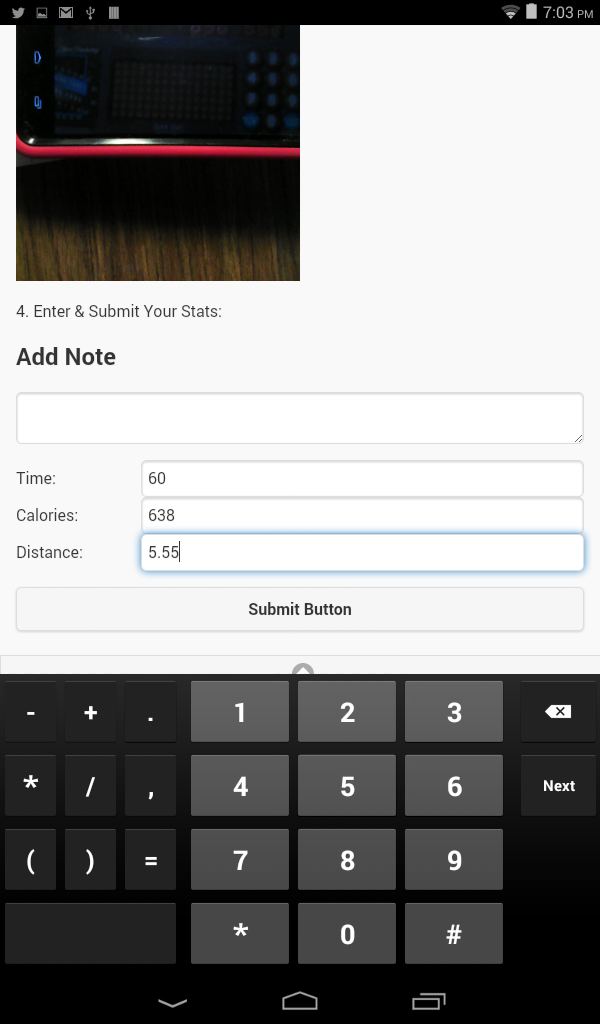 7:03 PM
4. Enter & Submit Your Stats:
Add Note
Time: 60
Calories: 638
Distance: 5.55
Submit Button
- + . 1 2 3
* / , 4 5 6 Next
( ) = 7 8 9
* 0 #